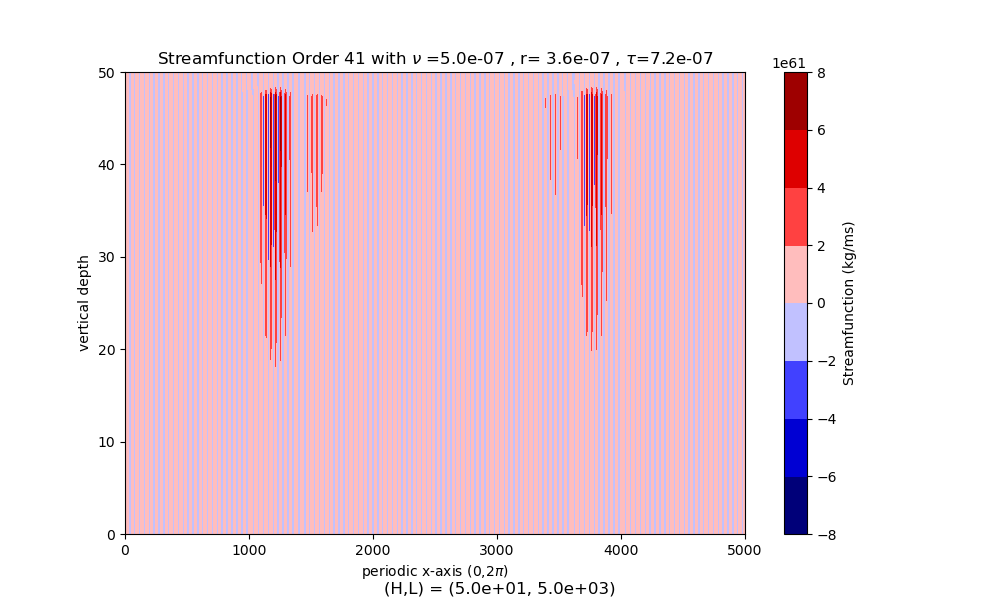 Streamfunction Order 41 with ν =5.0e-07 , r= 3.6e-07 , τ=7.2e-07
1e61
50
40
30
20
10
0
vertical depth
0 1000 2000 3000 4000 5000
periodic x-axis (0,2π)
(H,L) = (5.0e+01, 5.0e+03)
8
6
4
2
0
−2
−4
−6
−8
Streamfunction (kg/ms)